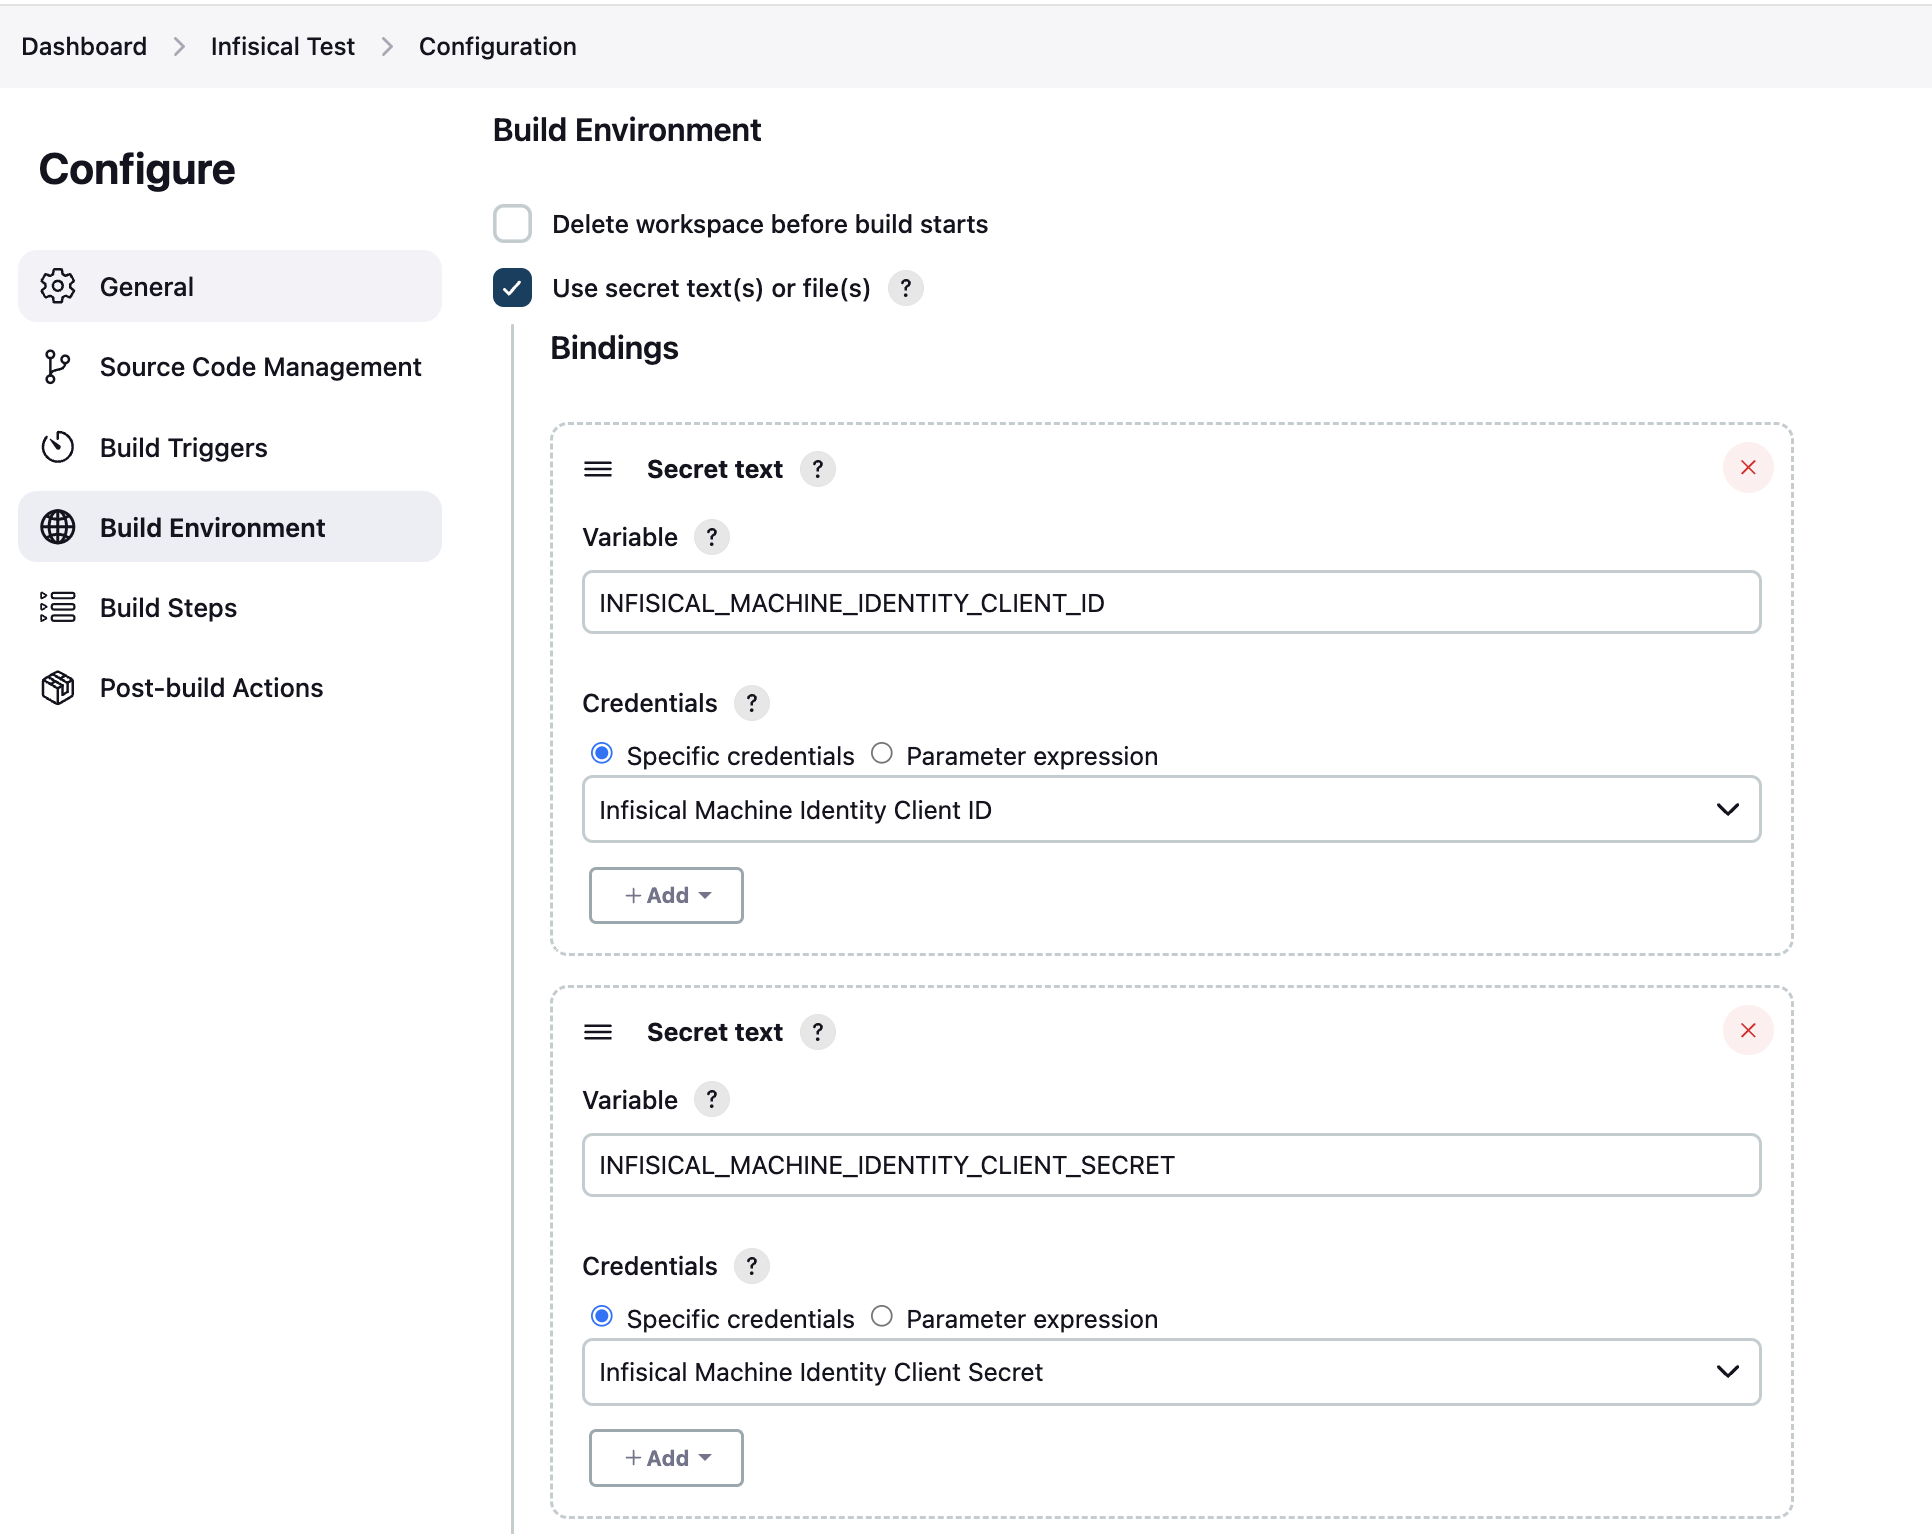 Dashboard > Infisical Test > Configuration
Configure
General
Source Code Management
Build Triggers
Build Environment
Build Steps
Post-build Actions
Build Environment
Delete workspace before build starts
Use secret text(s) or file(s) ?
Bindings
Secret text ?
Variable ?
INFISICAL_MACHINE_IDENTITY_CLIENT_ID
Credentials ?
Specific credentials Parameter expression
Infisical Machine Identity Client ID
+ Add
Secret text ?
Variable ?
INFISICAL_MACHINE_IDENTITY_CLIENT_SECRET
Credentials ?
Specific credentials Parameter expression
Infisical Machine Identity Client Secret
+ Add